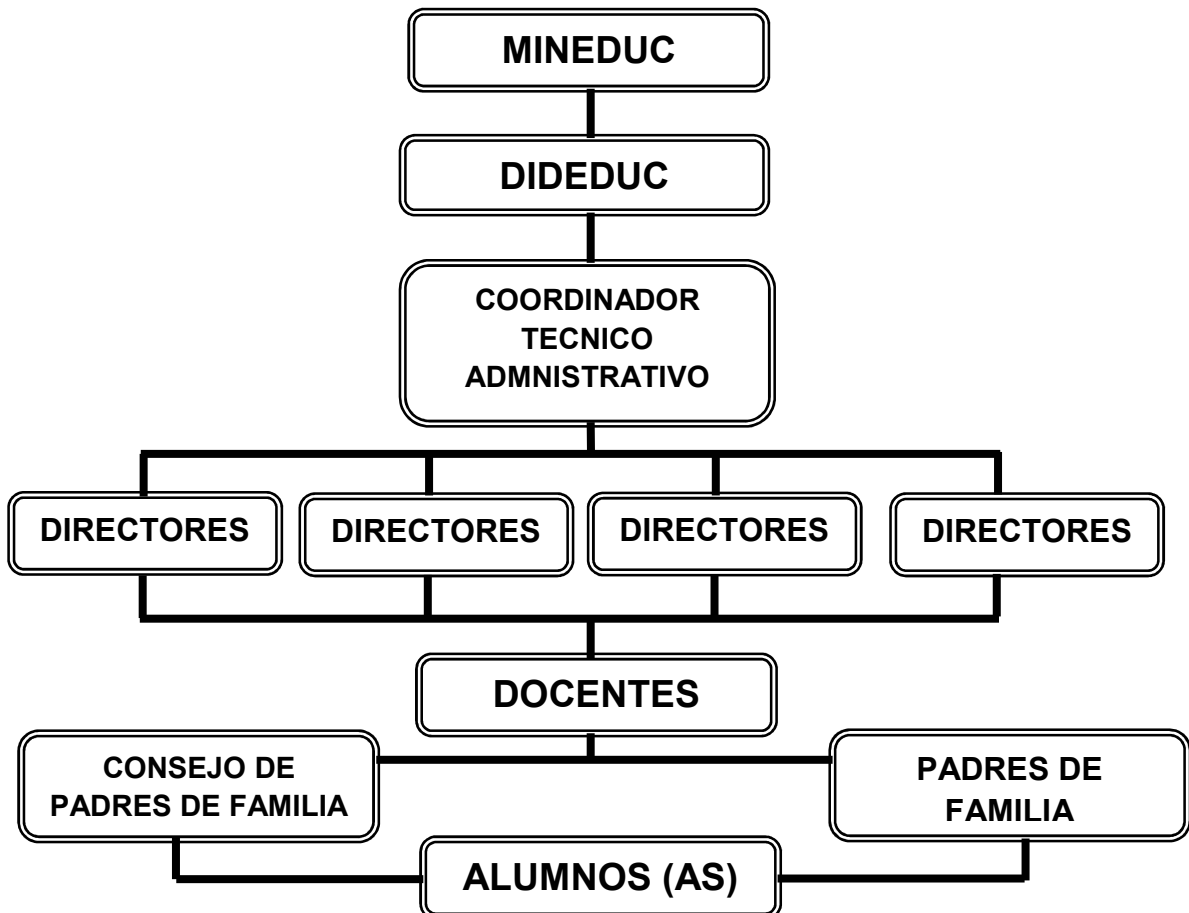 MINEDUC
DIDEDUC
COORDINADOR
TECNICO
ADMNISTRATIVO
DIRECTORES
DIRECTORES
DIRECTORES
DIRECTORES
DOCENTES
CONSEJO DE
PADRES DE FAMILIA
PADRES DE
FAMILIA
ALUMNOS (AS)